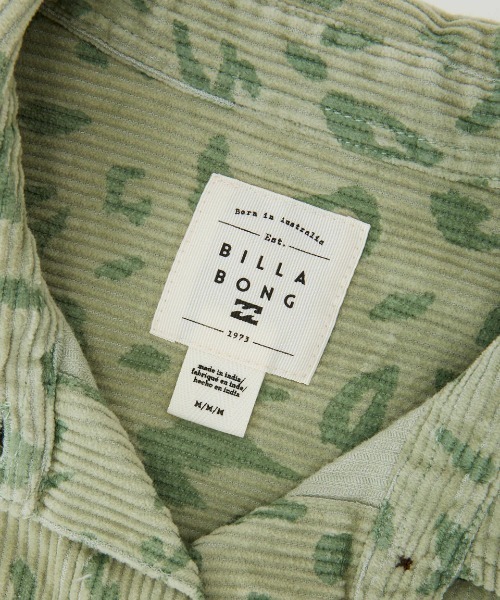 Born in Australia
Est.
BILLA
BONG
1973
made in india/
fabriqué en inde/
hecho en india
M/M/M